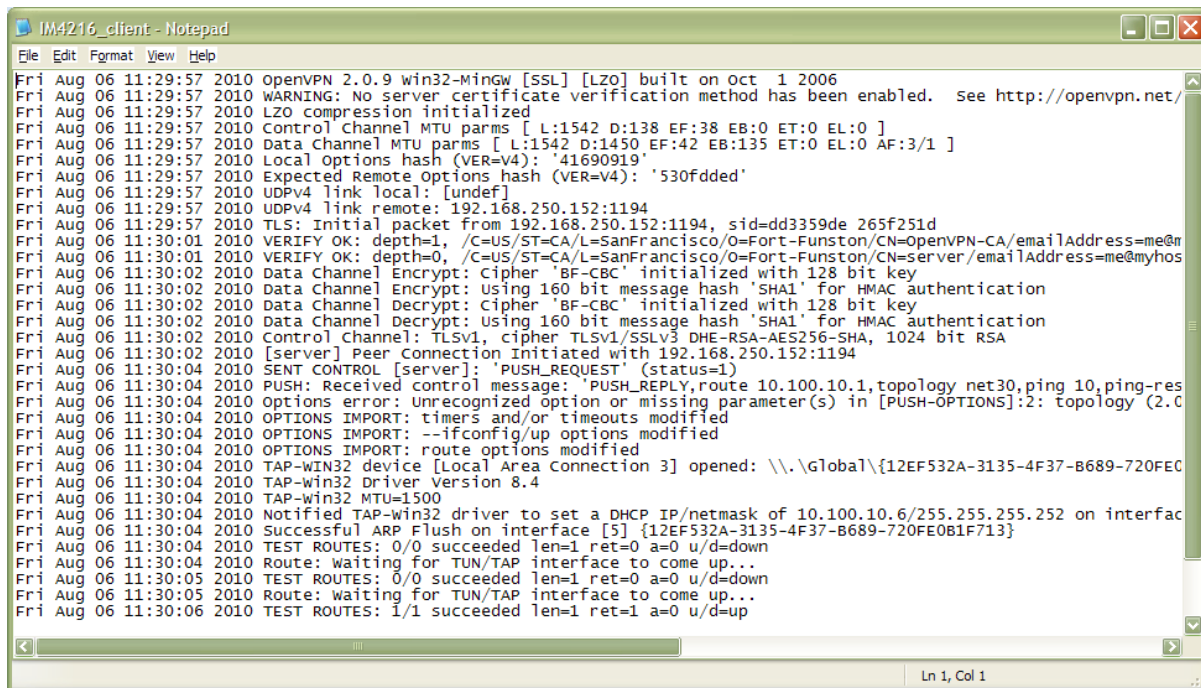 IM4216_client - Notepad
File Edit Format View Help
Fri Aug 06 11:29:57 2010 OpenVPN 2.0.9 Win32-MinGW [SSL] [LZO] built on Oct  1 2006
Fri Aug 06 11:29:57 2010 WARNING: No server certificate verification method has been enabled.  See http://openvpn.net/
Fri Aug 06 11:29:57 2010 LZO compression initialized
Fri Aug 06 11:29:57 2010 Control Channel MTU parms [ L:1542 D:138 EF:38 EB:0 ET:0 EL:0 ]
Fri Aug 06 11:29:57 2010 Data Channel MTU parms [ L:1542 D:1450 EF:42 EB:135 ET:0 EL:0 AF:3/1 ]
Fri Aug 06 11:29:57 2010 Local Options hash (VER=V4): '41690919'
Fri Aug 06 11:29:57 2010 Expected Remote Options hash (VER=V4): '530fdded'
Fri Aug 06 11:29:57 2010 UDPv4 link local: [undef]
Fri Aug 06 11:29:57 2010 UDPv4 link remote: 192.168.250.152:1194
Fri Aug 06 11:29:57 2010 TLS: Initial packet from 192.168.250.152:1194, sid=dd3359de 265f251d
Fri Aug 06 11:30:01 2010 VERIFY OK: depth=1, /C=US/ST=CA/L=SanFrancisco/O=Fort-Funston/CN=OpenVPN-CA/emailAddress=me@m
Fri Aug 06 11:30:01 2010 VERIFY OK: depth=0, /C=US/ST=CA/L=SanFrancisco/O=Fort-Funston/CN=server/emailAddress=me@myhos
Fri Aug 06 11:30:02 2010 Data Channel Encrypt: Cipher 'BF-CBC' initialized with 128 bit key
Fri Aug 06 11:30:02 2010 Data Channel Encrypt: Using 160 bit message hash 'SHA1' for HMAC authentication
Fri Aug 06 11:30:02 2010 Data Channel Decrypt: Cipher 'BF-CBC' initialized with 128 bit key
Fri Aug 06 11:30:02 2010 Data Channel Decrypt: Using 160 bit message hash 'SHA1' for HMAC authentication
Fri Aug 06 11:30:02 2010 Control Channel: TLSv1, cipher TLSv1/SSLv3 DHE-RSA-AES256-SHA, 1024 bit RSA
Fri Aug 06 11:30:02 2010 [server] Peer Connection Initiated with 192.168.250.152:1194
Fri Aug 06 11:30:04 2010 SENT CONTROL [server]: 'PUSH_REQUEST' (status=1)
Fri Aug 06 11:30:04 2010 PUSH: Received control message: 'PUSH_REPLY,route 10.100.10.1,topology net30,ping 10,ping-res
Fri Aug 06 11:30:04 2010 Options error: Unrecognized option or missing parameter(s) in [PUSH-OPTIONS]:2: topology (2.0
Fri Aug 06 11:30:04 2010 OPTIONS IMPORT: timers and/or timeouts modified
Fri Aug 06 11:30:04 2010 OPTIONS IMPORT: --ifconfig/up options modified
Fri Aug 06 11:30:04 2010 OPTIONS IMPORT: route options modified
Fri Aug 06 11:30:04 2010 TAP-WIN32 device [Local Area Connection 3] opened: \\.\Global\{12EF532A-3135-4F37-B689-720FE0
Fri Aug 06 11:30:04 2010 TAP-Win32 Driver Version 8.4
Fri Aug 06 11:30:04 2010 TAP-Win32 MTU=1500
Fri Aug 06 11:30:04 2010 Notified TAP-Win32 driver to set a DHCP IP/netmask of 10.100.10.6/255.255.255.252 on interfac
Fri Aug 06 11:30:04 2010 Successful ARP Flush on interface [5] {12EF532A-3135-4F37-B689-720FE0B1F713}
Fri Aug 06 11:30:04 2010 TEST ROUTES: 0/0 succeeded len=1 ret=0 a=0 u/d=down
Fri Aug 06 11:30:04 2010 Route: Waiting for TUN/TAP interface to come up...
Fri Aug 06 11:30:05 2010 TEST ROUTES: 0/0 succeeded len=1 ret=0 a=0 u/d=down
Fri Aug 06 11:30:05 2010 Route: Waiting for TUN/TAP interface to come up...
Fri Aug 06 11:30:06 2010 TEST ROUTES: 1/1 succeeded len=1 ret=1 a=0 u/d=up
Ln 1, Col 1